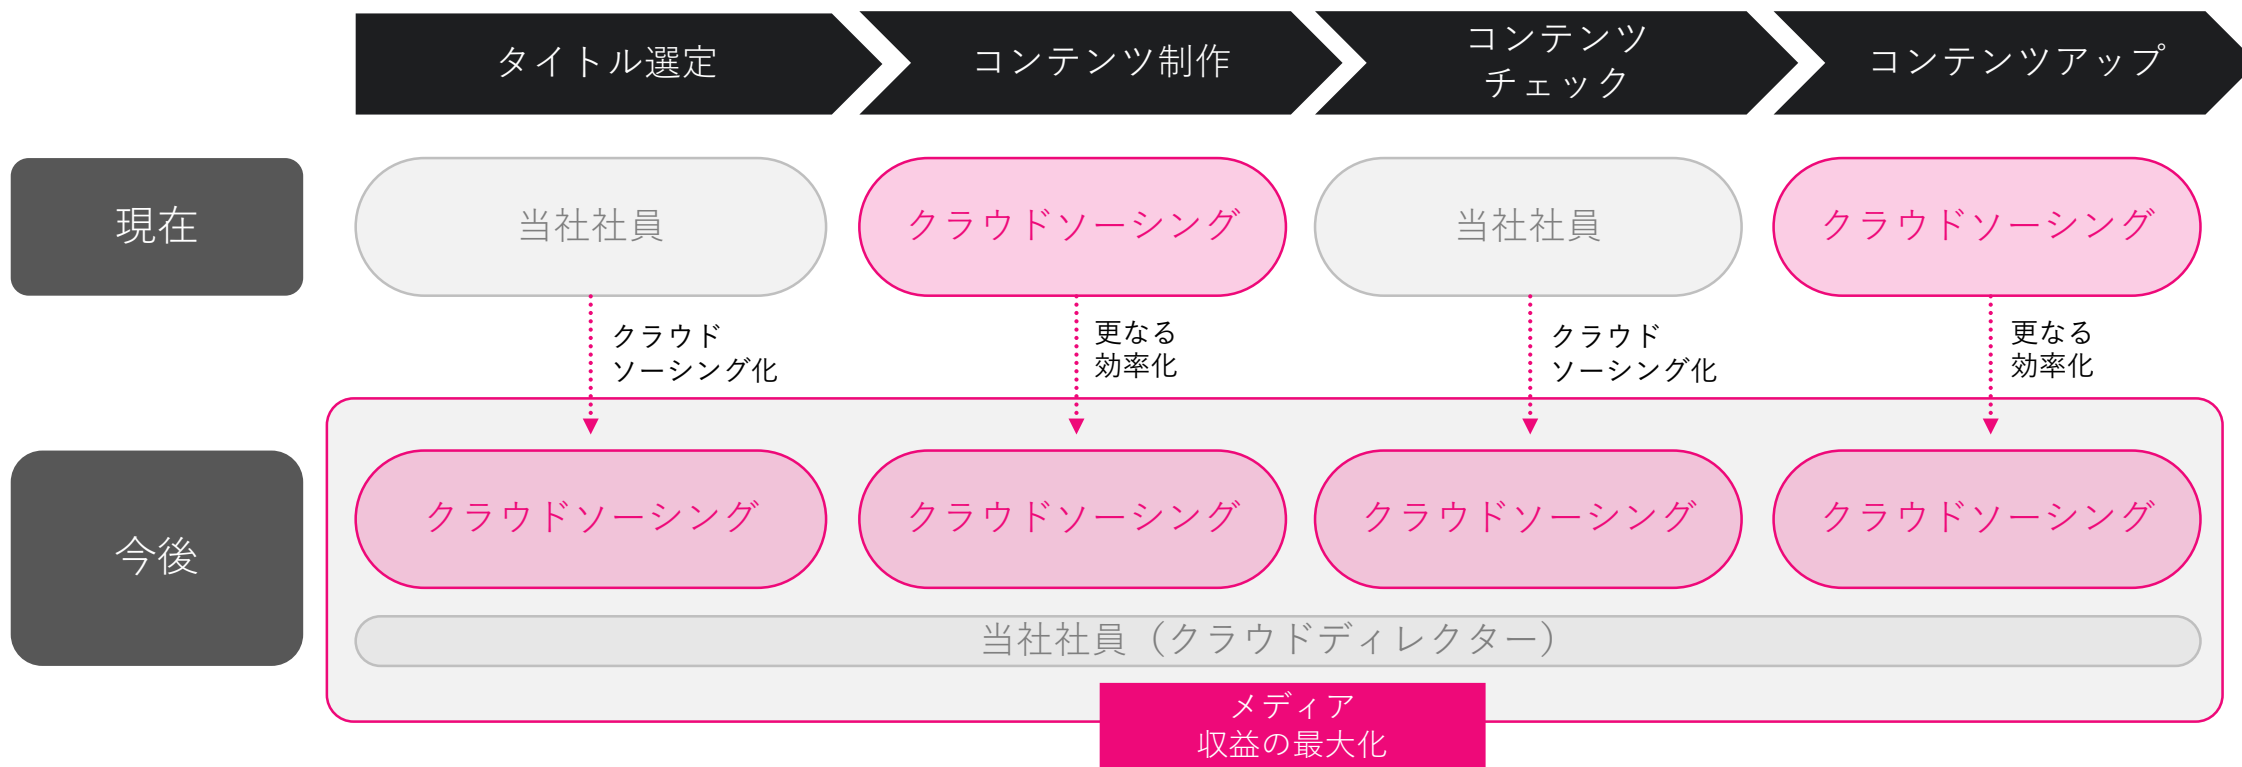 タイトル選定
コンテンツ制作
コンテンツ
チェック
コンテンツアップ
現在
当社社員
クラウドソーシング
当社社員
クラウドソーシング
クラウド
ソーシング化
更なる
効率化
クラウド
ソーシング化
更なる
効率化
今後
クラウドソーシング
クラウドソーシング
クラウドソーシング
クラウドソーシング
当社社員（クラウドディレクター）
メディア
収益の最大化